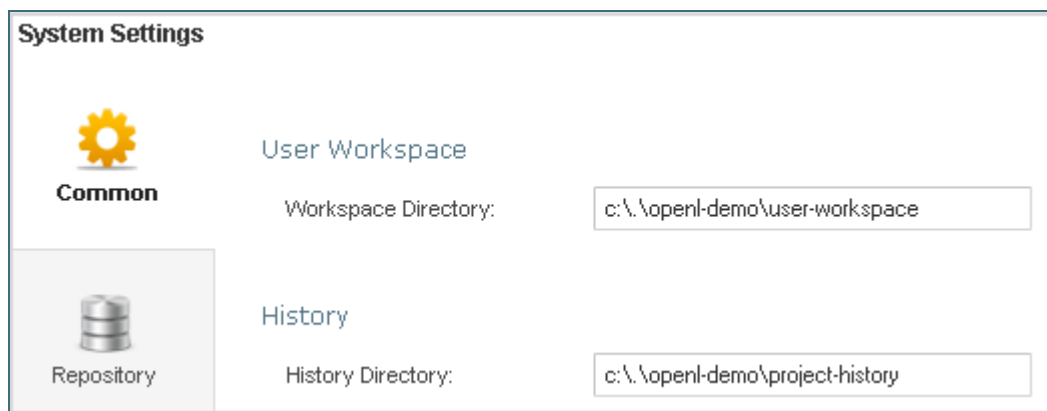 System Settings
Common
User Workspace
Workspace Directory: c:\.\openl-demo\user-workspace
Repository
History
History Directory: c:\.\openl-demo\project-history